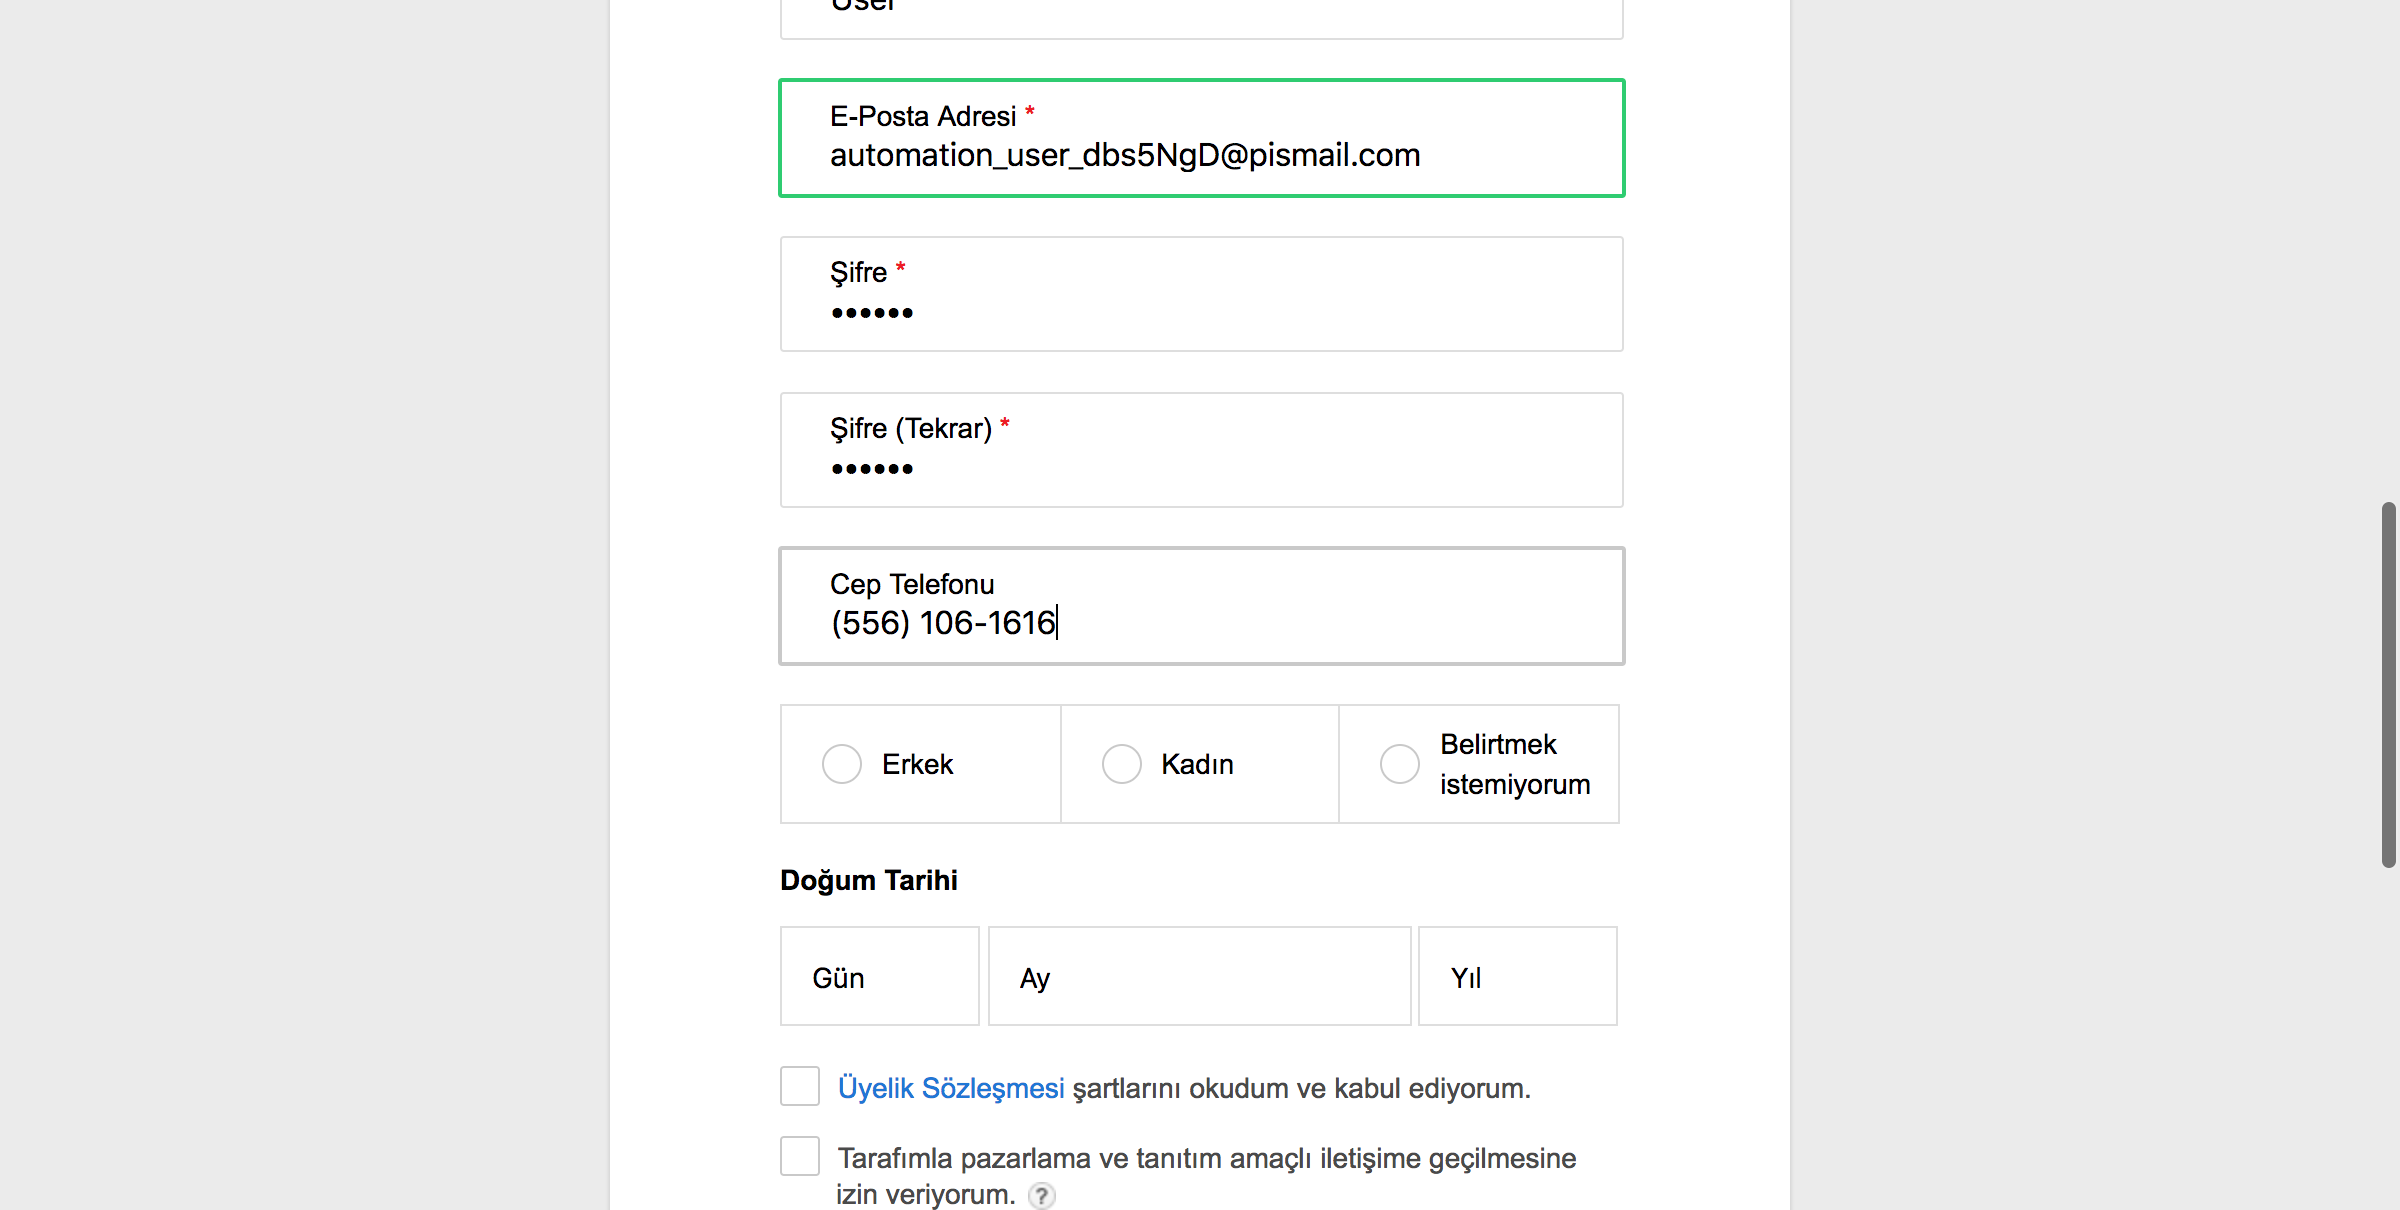 User
E-Posta Adresi *
automation_user_dbs5NgD@pismail.com
Şifre *
••••••
Şifre (Tekrar) *
••••••
Cep Telefonu
(556) 106-1616
Erkek
Kadın
Belirtmek
istemiyorum
Doğum Tarihi
Gün
Ay
Yıl
Üyelik Sözleşmesi şartlarını okudum ve kabul ediyorum.
Tarafımla pazarlama ve tanıtım amaçlı iletişime geçilmesine
izin veriyorum. ?